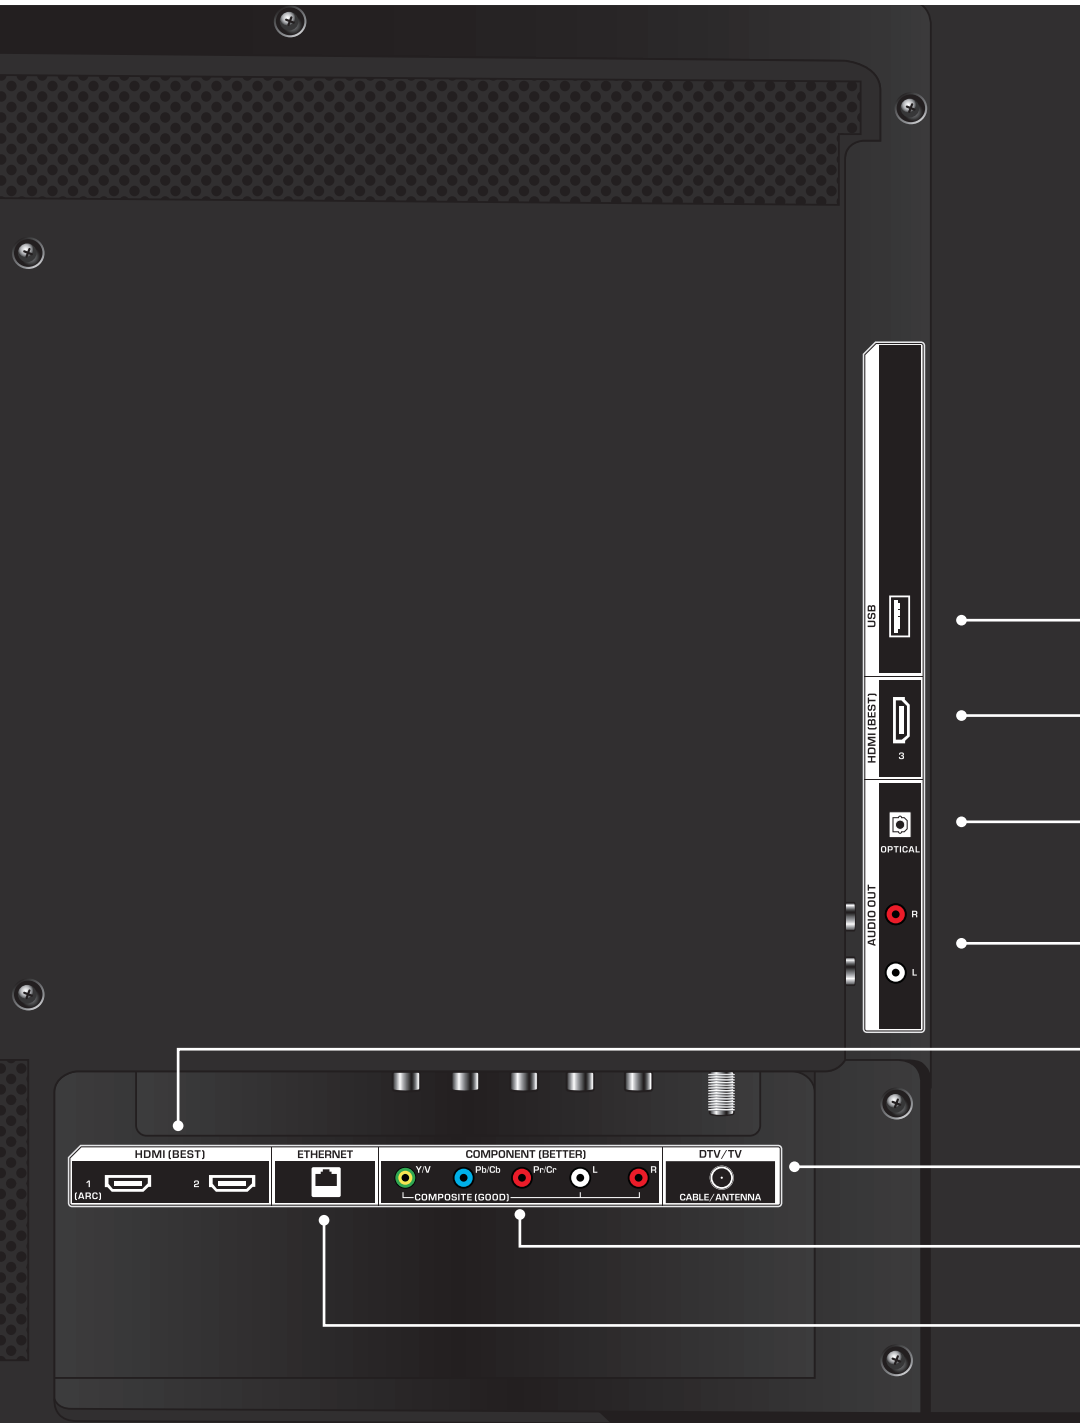 USB
HDMI (BEST)
3
OPTICAL
AUDIO OUT
R
L
HDMI (BEST)
1
(ARC)
2
ETHERNET
COMPONENT (BETTER)
Y/V
Pb/Cb
Pr/Cr
L
R
COMPOSITE (GOOD)
DTV/TV
CABLE/ANTENNA